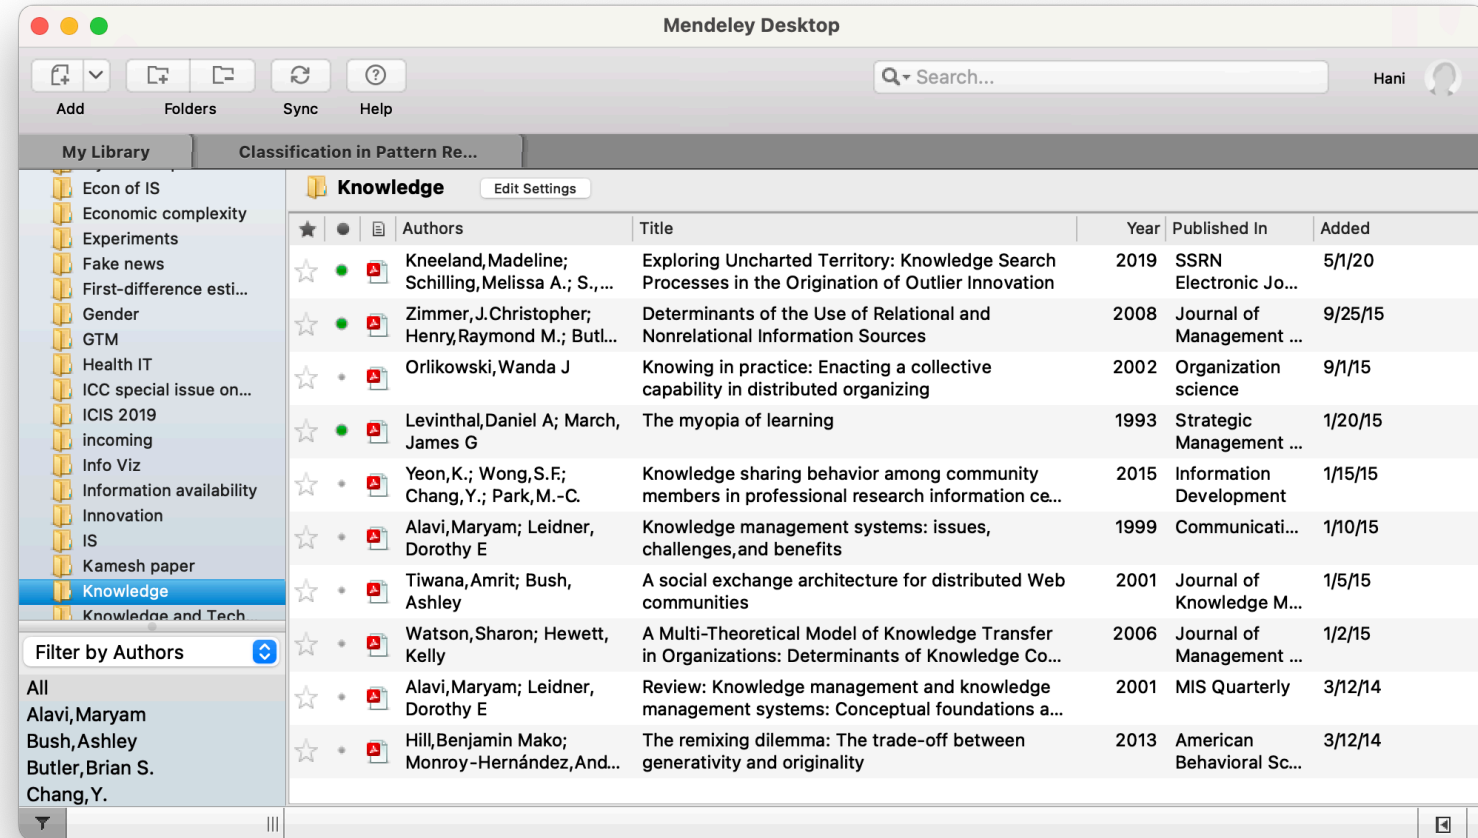 Mendeley Desktop
Search...
Hani
Add
Folders
Sync
Help
My Library
Classification in Pattern Re...
Econ of IS
Economic complexity
Experiments
Fake news
First-difference esti...
Gender
GTM
Health IT
ICC special issue on...
ICIS 2019
incoming
Info Viz
Information availability
Innovation
IS
Kamesh paper
Knowledge
Knowledge and Tech
Filter by Authors
All
Alavi, Maryam
Bush, Ashley
Butler, Brian S.
Chang, Y.
Knowledge
Edit Settings
Authors Title Year Published In Added
Kneeland, Madeline; Exploring Uncharted Territory: Knowledge Search 2019 SSRN 5/1/20
Schilling, Melissa A.; S.,... Processes in the Origination of Outlier Innovation Electronic Jo...
Zimmer, J. Christopher; Determinants of the Use of Relational and 2008 Journal of 9/25/15
Henry, Raymond M.; Butl... Nonrelational Information Sources Management ...
Orlikowski, Wanda J Knowing in practice: Enacting a collective 2002 Organization 9/1/15
capability in distributed organizing science
Levinthal, Daniel A; March, The myopia of learning 1993 Strategic 1/20/15
James G Management ...
Yeon, K.; Wong, S.F.; Knowledge sharing behavior among community 2015 Information 1/15/15
Chang, Y.; Park, M.-C. members in professional research information ce... Development
Alavi, Maryam; Leidner, Knowledge management systems: issues, 1999 Communicati... 1/10/15
Dorothy E challenges, and benefits
Tiwana, Amrit; Bush, A social exchange architecture for distributed Web 2001 Journal of 1/5/15
Ashley communities Knowledge M...
Watson, Sharon; Hewett, A Multi-Theoretical Model of Knowledge Transfer 2006 Journal of 1/2/15
Kelly in Organizations: Determinants of Knowledge Co... Management ...
Alavi, Maryam; Leidner, Review: Knowledge management and knowledge 2001 MIS Quarterly 3/12/14
Dorothy E management systems: Conceptual foundations a...
Hill, Benjamin Mako; The remixing dilemma: The trade-off between 2013 American 3/12/14
Monroy-Hernández, And... generativity and originality Behavioral Sc...